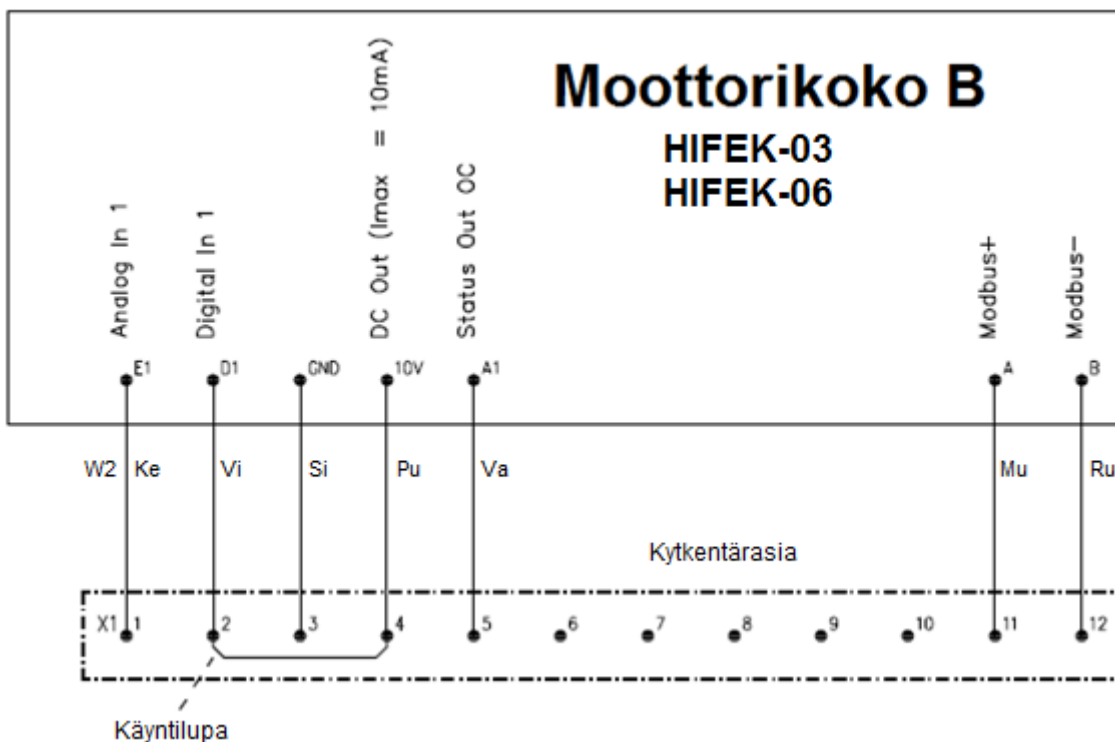 Moottorikoko B
HIFEK-03
HIFEK-06
Analog In 1
Digital In 1
DC Out (Imax = 10mA)
Status Out OC
Modbus+
Modbus-
E1 D1 GND 10V A1 A B
W2 Ke Vi Si Pu Va Mu Ru
Kytkentärasia
X1 1 2 3 4 5 6 7 8 9 10 11 12
Käyntilupa